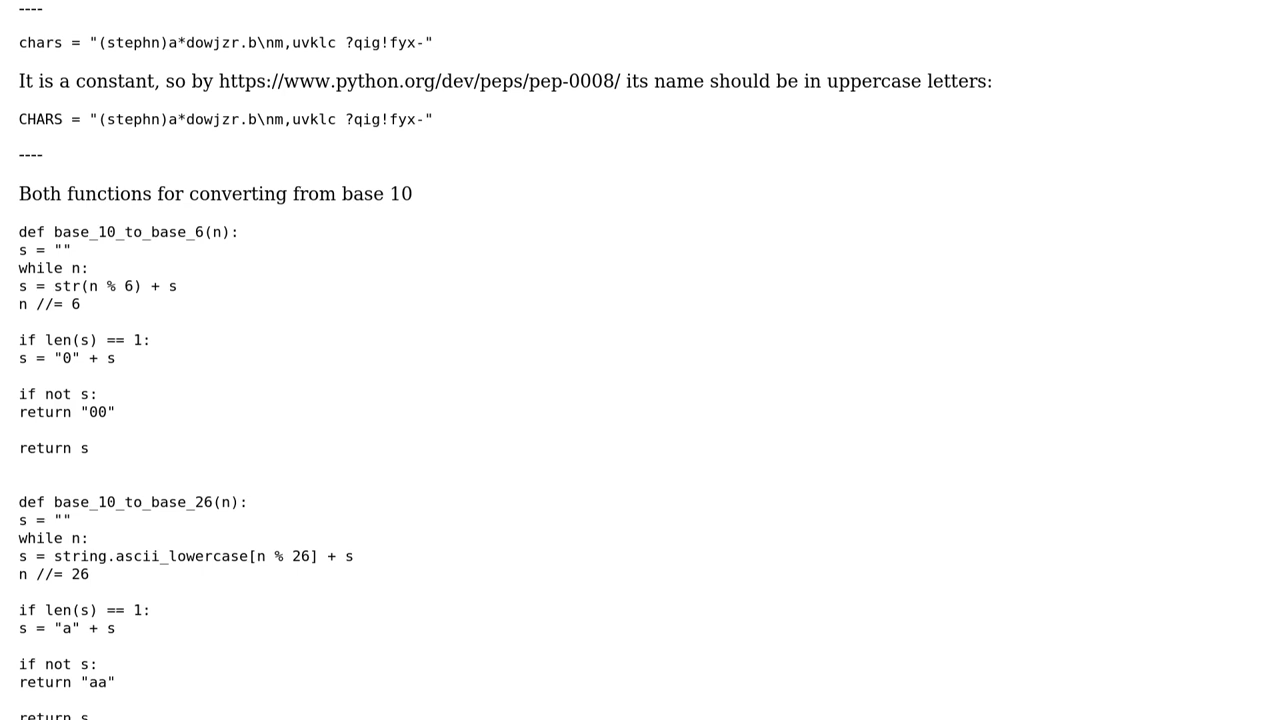 ----
chars = "(stephn)a*dowjzr.b\nm,uvklc ?qig!fyx-"
It is a constant, so by https://www.python.org/dev/peps/pep-0008/ its name should be in uppercase letters:
CHARS = "(stephn)a*dowjzr.b\nm,uvklc ?qig!fyx-"
----
Both functions for converting from base 10
def base_10_to_base_6(n):
s = ""
while n:
s = str(n % 6) + s
n //= 6
if len(s) == 1:
s = "0" + s
if not s:
return "00"
return s
def base_10_to_base_26(n):
s = ""
while n:
s = string.ascii_lowercase[n % 26] + s
n //= 26
if len(s) == 1:
s = "a" + s
if not s:
return "aa"
return s